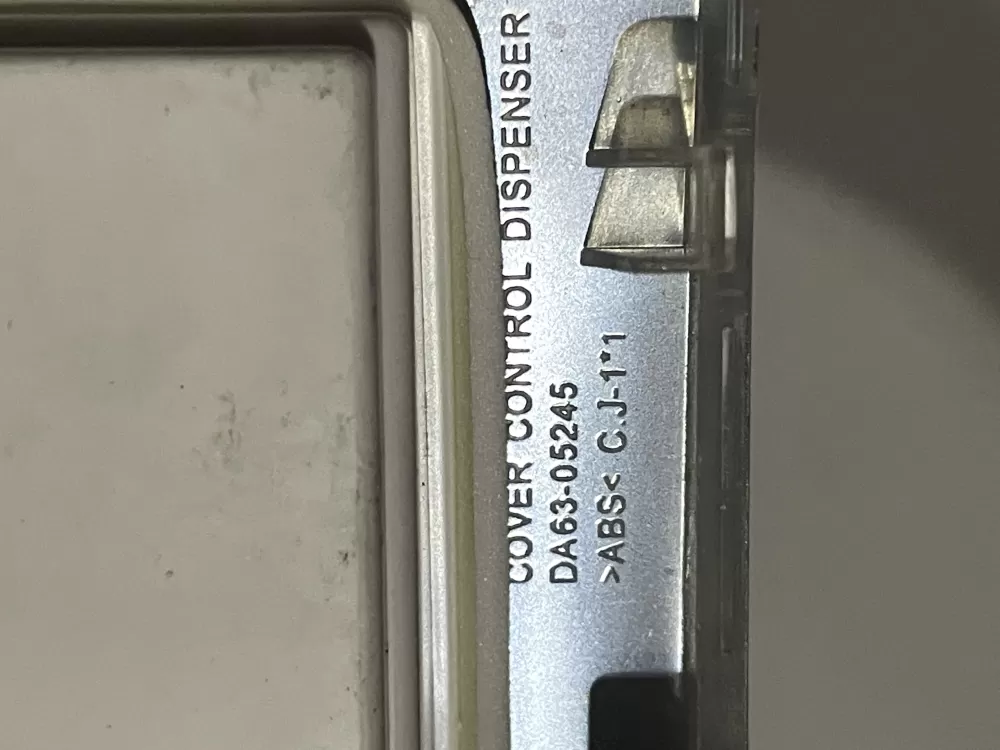 COVER CONTROL DISPENSER
DA63-05245
>ABS< C.J-1*1